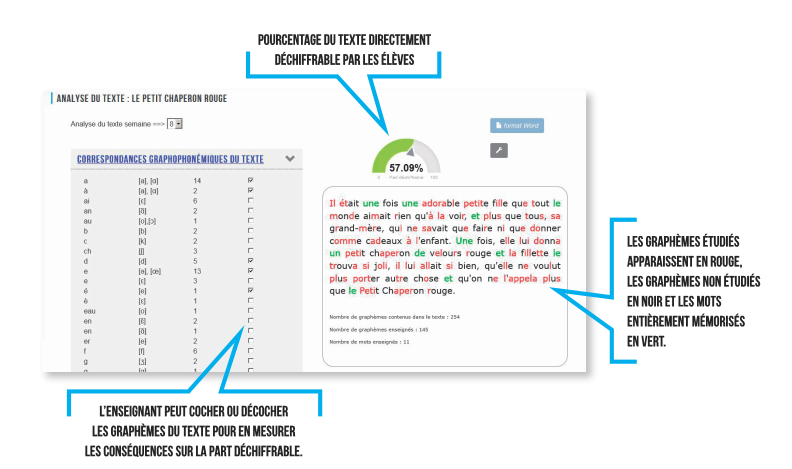 POURCENTAGE DU TEXTE DIRECTEMENT
DÉCHIFFRABLE PAR LES ÉLÈVES
ANALYSE DU TEXTE : LE PETIT CHAPERON ROUGE
Analyse du texte semaine ==> 8
format Word
CORRESPONDANCES GRAPHOPHONÉMIQUES DU TEXTE
57.09%
0 Part déchiffrable 100
a [a], [ɑ] 14
à [a], [ɑ] 2
ai [ɛ] 6
an [ɑ̃] 2
au [o],[ɔ] 1
b [b] 2
c [k] 2
ch [ʃ] 3
d [d] 5
e [ə], [œ] 13
e [ɛ] 3
é [e] 1
è [ɛ] 1
eau [o] 1
en [ɛ̃] 2
en [ɑ̃] 1
er [e] 2
f [f] 6
g [ʒ] 2
g [g] 1
Il était une fois une adorable petite fille que tout le
monde aimait rien qu'à la voir, et plus que tous, sa
grand-mère, qui ne savait que faire ni que donner
comme cadeaux à l'enfant. Une fois, elle lui donna
un petit chaperon de velours rouge et la fillette le
trouva si joli, il lui allait si bien, qu'elle ne voulut
plus porter autre chose et qu'on ne l'appela plus
que le Petit Chaperon rouge.
Nombre de graphèmes contenus dans le texte : 254
Nombre de graphèmes enseignés : 145
Nombre de mots enseignés : 11
LES GRAPHÈMES ÉTUDIÉS
APPARAISSENT EN ROUGE,
LES GRAPHÈMES NON ÉTUDIÉS
EN NOIR ET LES MOTS
ENTIÈREMENT MÉMORISÉS
EN VERT.
L'ENSEIGNANT PEUT COCHER OU DÉCOCHER
LES GRAPHÈMES DU TEXTE POUR EN MESURER
LES CONSÉQUENCES SUR LA PART DÉCHIFFRABLE.